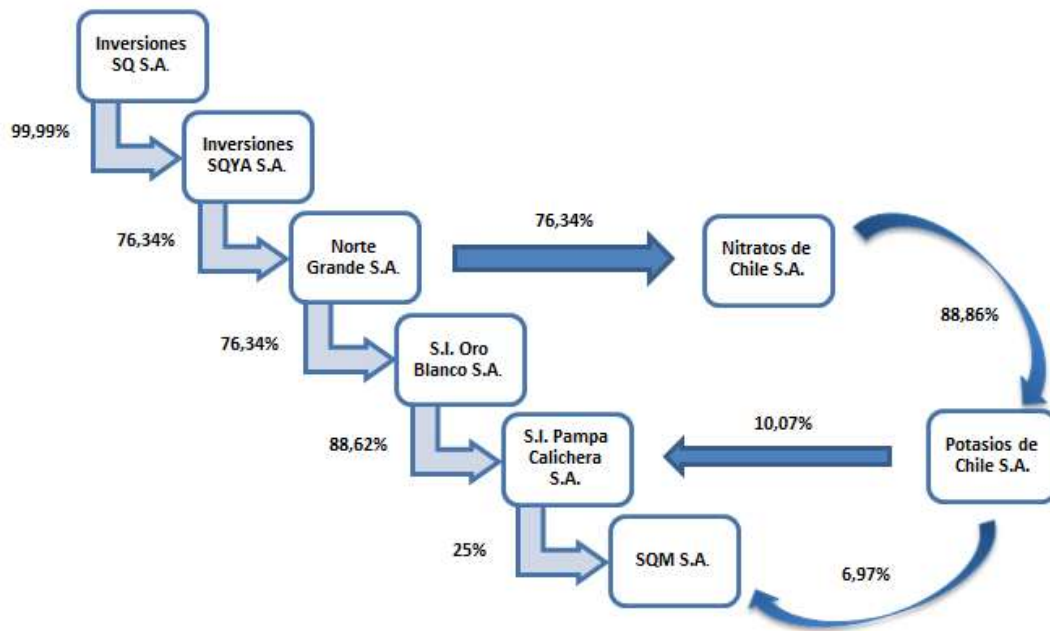 Inversiones
SQ S.A.
99,99%
Inversiones
SQYA S.A.
76,34%
Norte
Grande S.A.
76,34%
Nitratos de
Chile S.A.
88,86%
76,34%
S.I. Oro
Blanco S.A.
88,62%
S.I. Pampa
Calichera
S.A.
10,07%
Potasios de
Chile S.A.
25%
SQM S.A.
6,97%